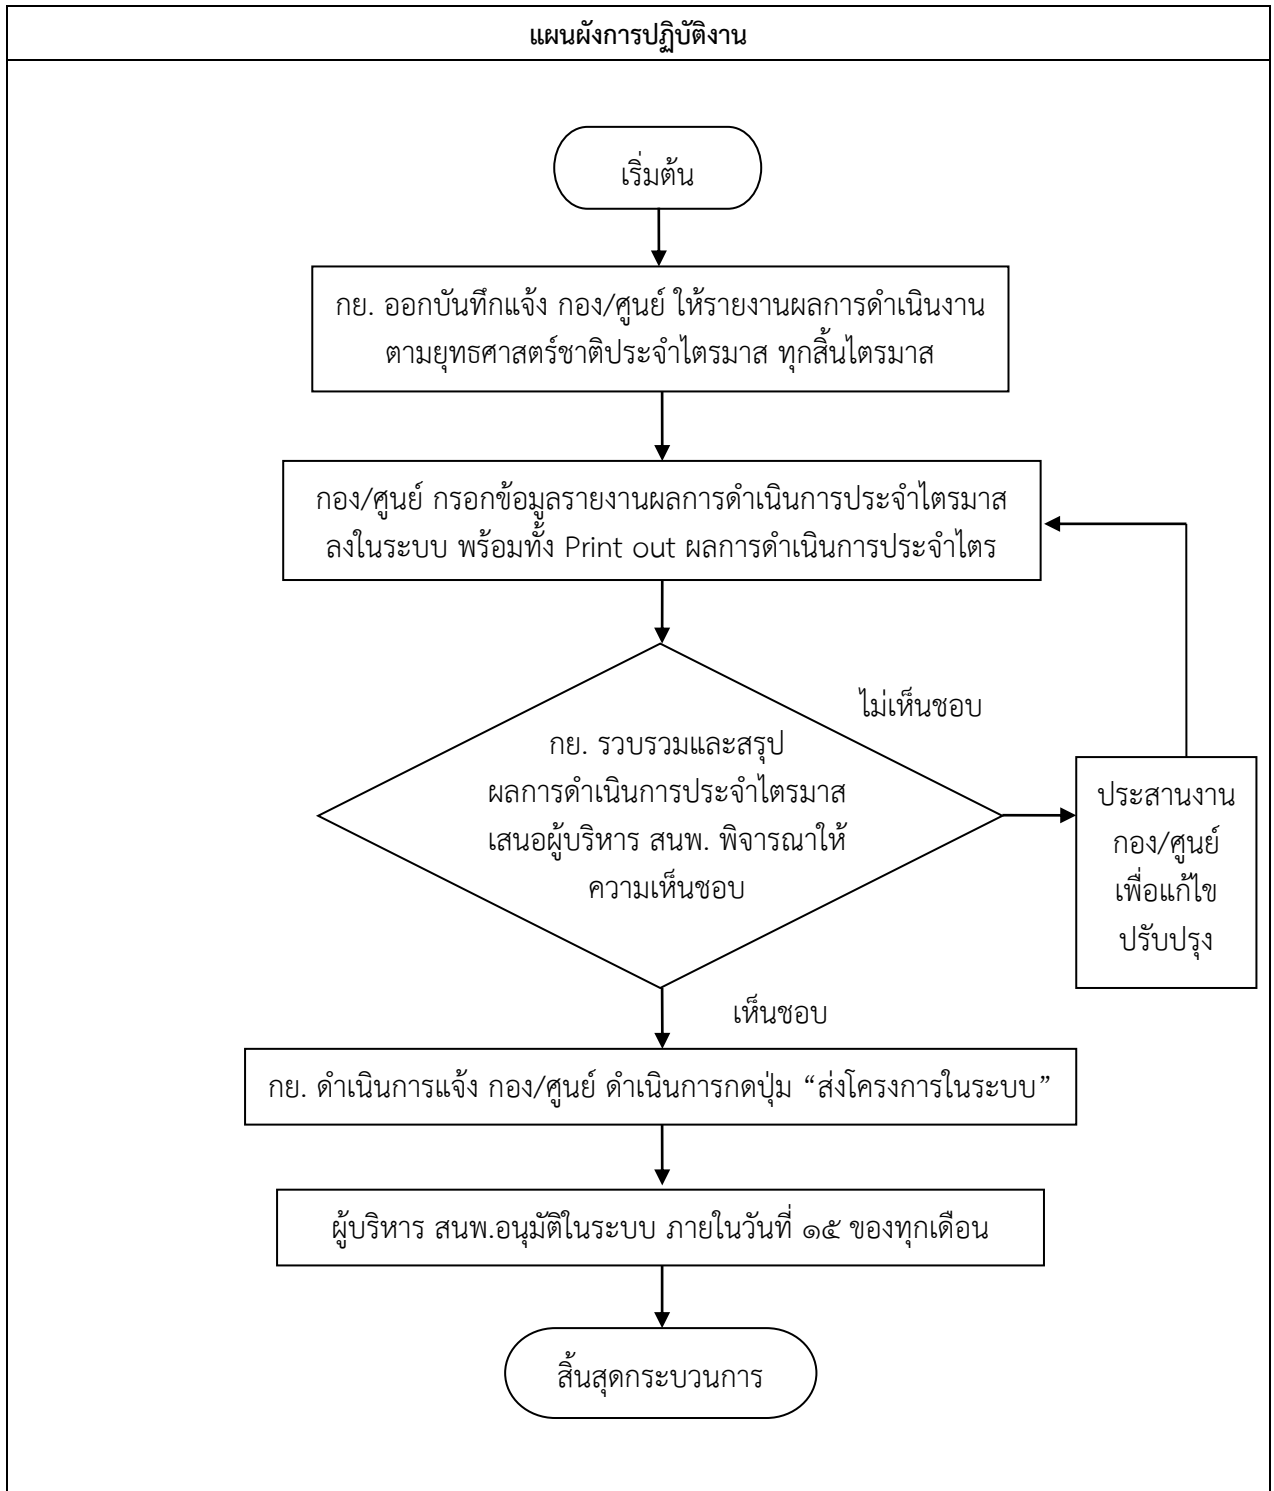 แผนผังการปฏิบัติงาน
เริ่มต้น
กย. ออกบันทึกแจ้ง กอง/ศูนย์ ให้รายงานผลการดำเนินงาน
ตามยุทธศาสตร์ชาติประจำไตรมาส ทุกสิ้นไตรมาส
กอง/ศูนย์ กรอกข้อมูลรายงานผลการดำเนินการประจำไตรมาส
ลงในระบบ พร้อมทั้ง Print out ผลการดำเนินการประจำไตร
ไม่เห็นชอบ
กย. รวบรวมและสรุป
ผลการดำเนินการประจำไตรมาส
เสนอผู้บริหาร สนพ. พิจารณาให้
ความเห็นชอบ
ประสานงาน
กอง/ศูนย์
เพื่อแก้ไข
ปรับปรุง
เห็นชอบ
กย. ดำเนินการแจ้ง กอง/ศูนย์ ดำเนินการกดปุ่ม “ส่งโครงการในระบบ”
ผู้บริหาร สนพ.อนุมัติในระบบ ภายในวันที่ ๑๕ ของทุกเดือน
สิ้นสุดกระบวนการ